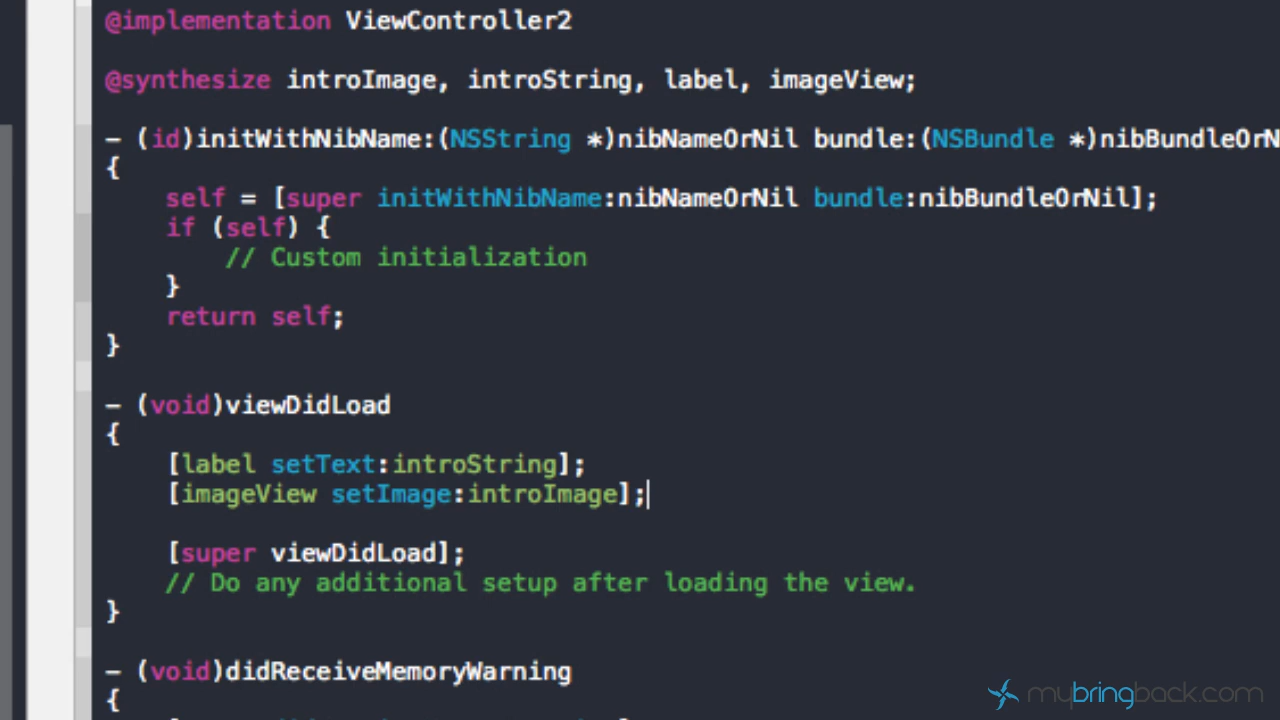 @implementation ViewController2
@synthesize introImage, introString, label, imageView;
- (id)initWithNibName:(NSString *)nibNameOrNil bundle:(NSBundle *)nibBundleOrN
{
self = [super initWithNibName:nibNameOrNil bundle:nibBundleOrNil];
if (self) {
// Custom initialization
}
return self;
}
- (void)viewDidLoad
{
[label setText:introString];
[imageView setImage:introImage];
[super viewDidLoad];
// Do any additional setup after loading the view.
}
- (void)didReceiveMemoryWarning
{
mybringback.com